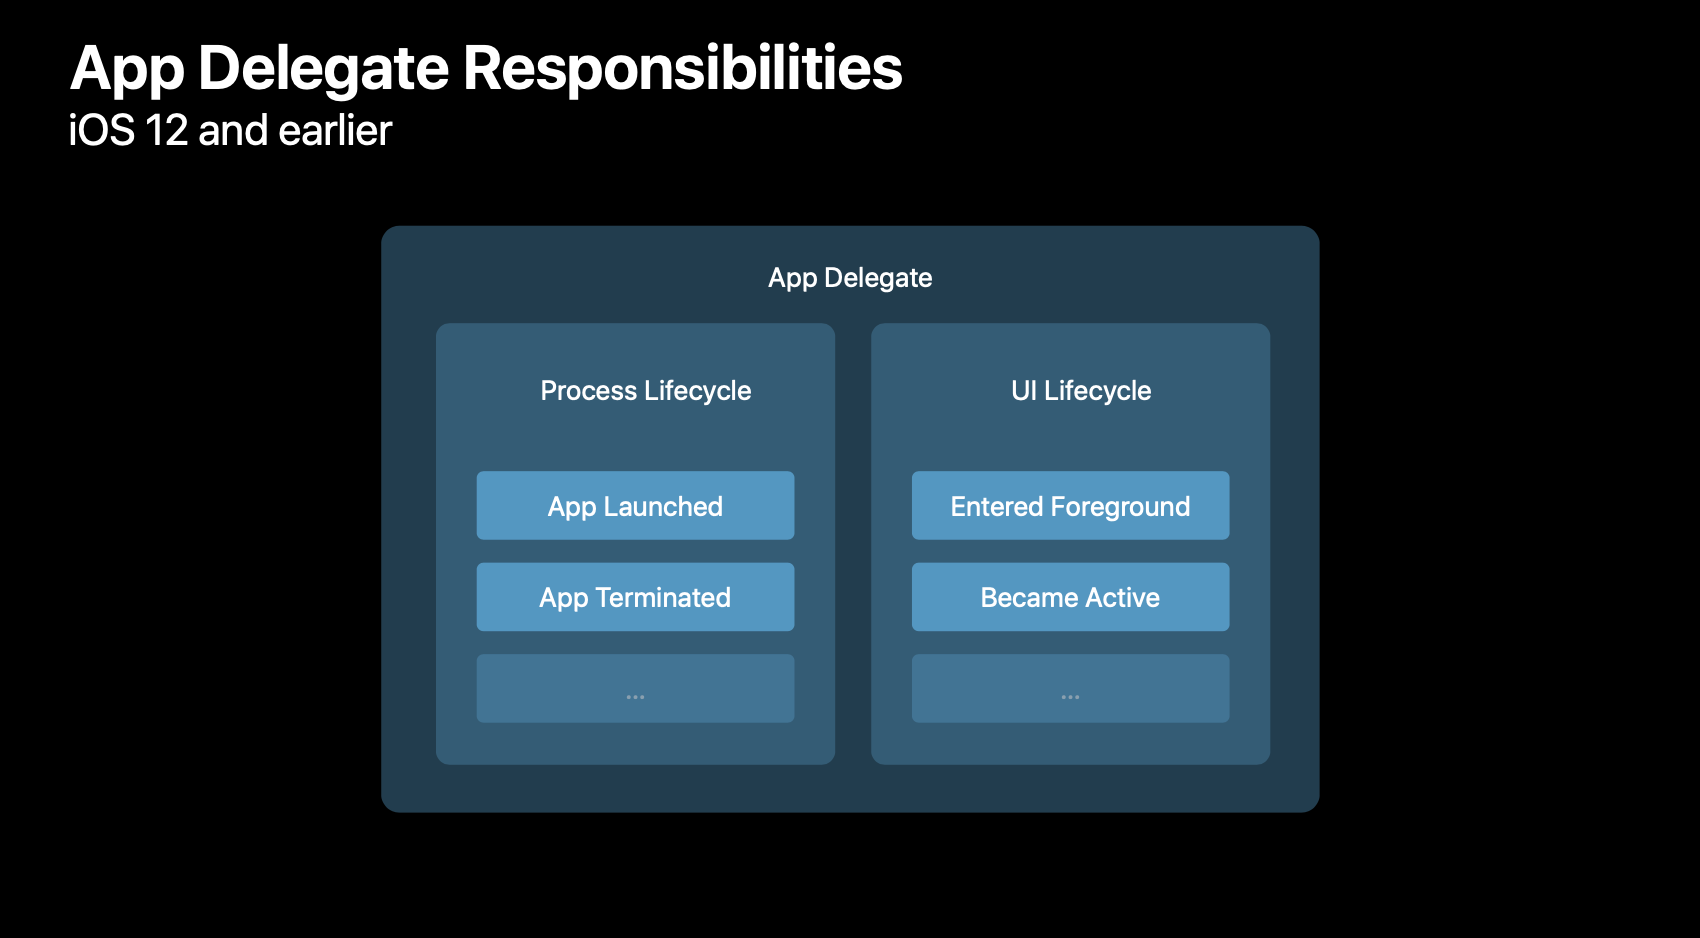 App Delegate Responsibilities
iOS 12 and earlier
App Delegate
Process Lifecycle
App Launched
App Terminated
...
UI Lifecycle
Entered Foreground
Became Active
...